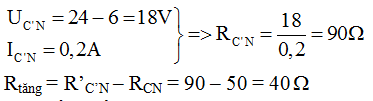 U_{C'N} = 24 – 6 = 18V
I_{C'N} = 0,2A
} => R_{C'N} = \frac{18}{0,2} = 90Ω
R_{tăng} = R'_{C'N} – R_{CN} = 90 – 50 = 40 Ω